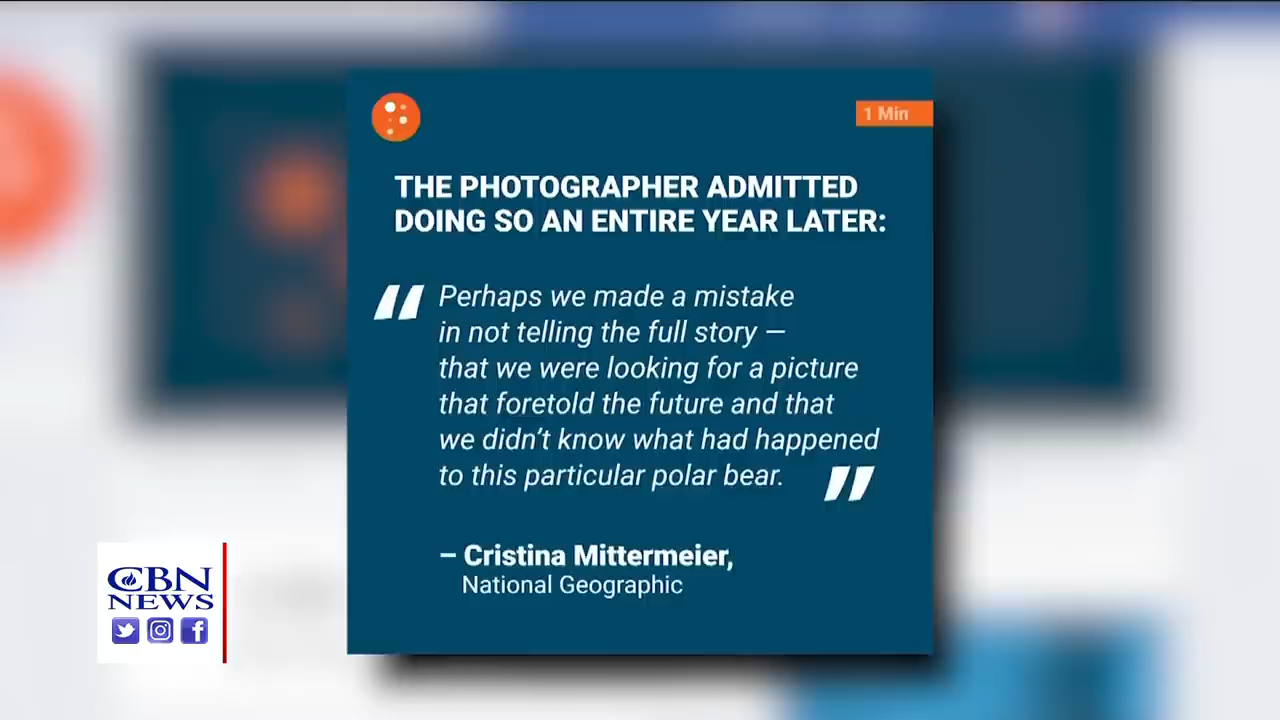 1 Min
THE PHOTOGRAPHER ADMITTED
DOING SO AN ENTIRE YEAR LATER:
“ Perhaps we made a mistake
in not telling the full story —
that we were looking for a picture
that foretold the future and that
we didn’t know what had happened
to this particular polar bear. ”
– Cristina Mittermeier,
National Geographic
CBN
NEWS